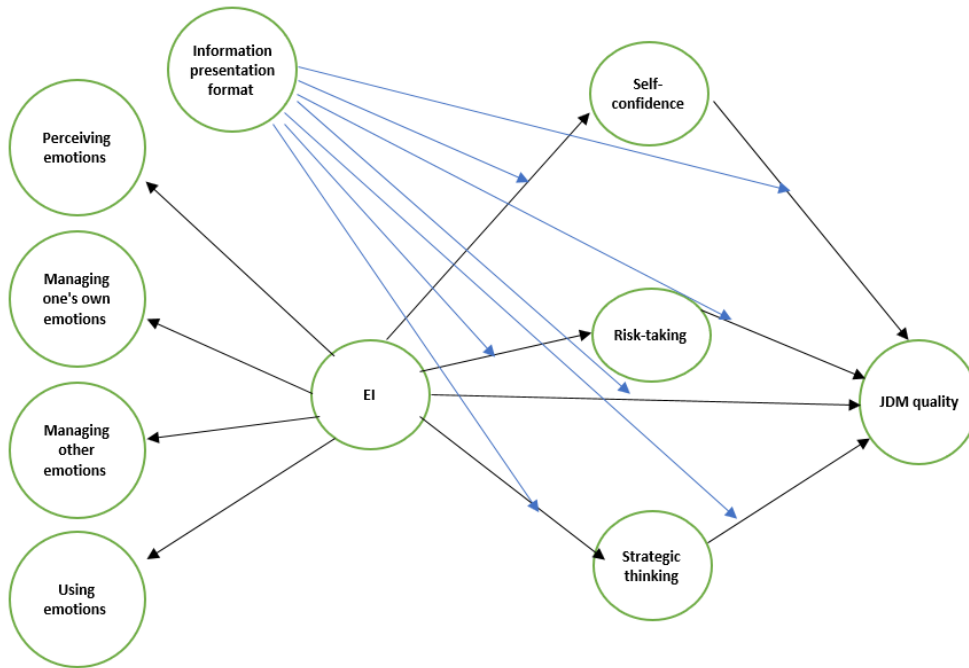 Information
presentation
format
Self-
confidence
Perceiving
emotions
Managing
one's own
emotions
Risk-taking
EI
JDM quality
Managing
other
emotions
Strategic
thinking
Using
emotions